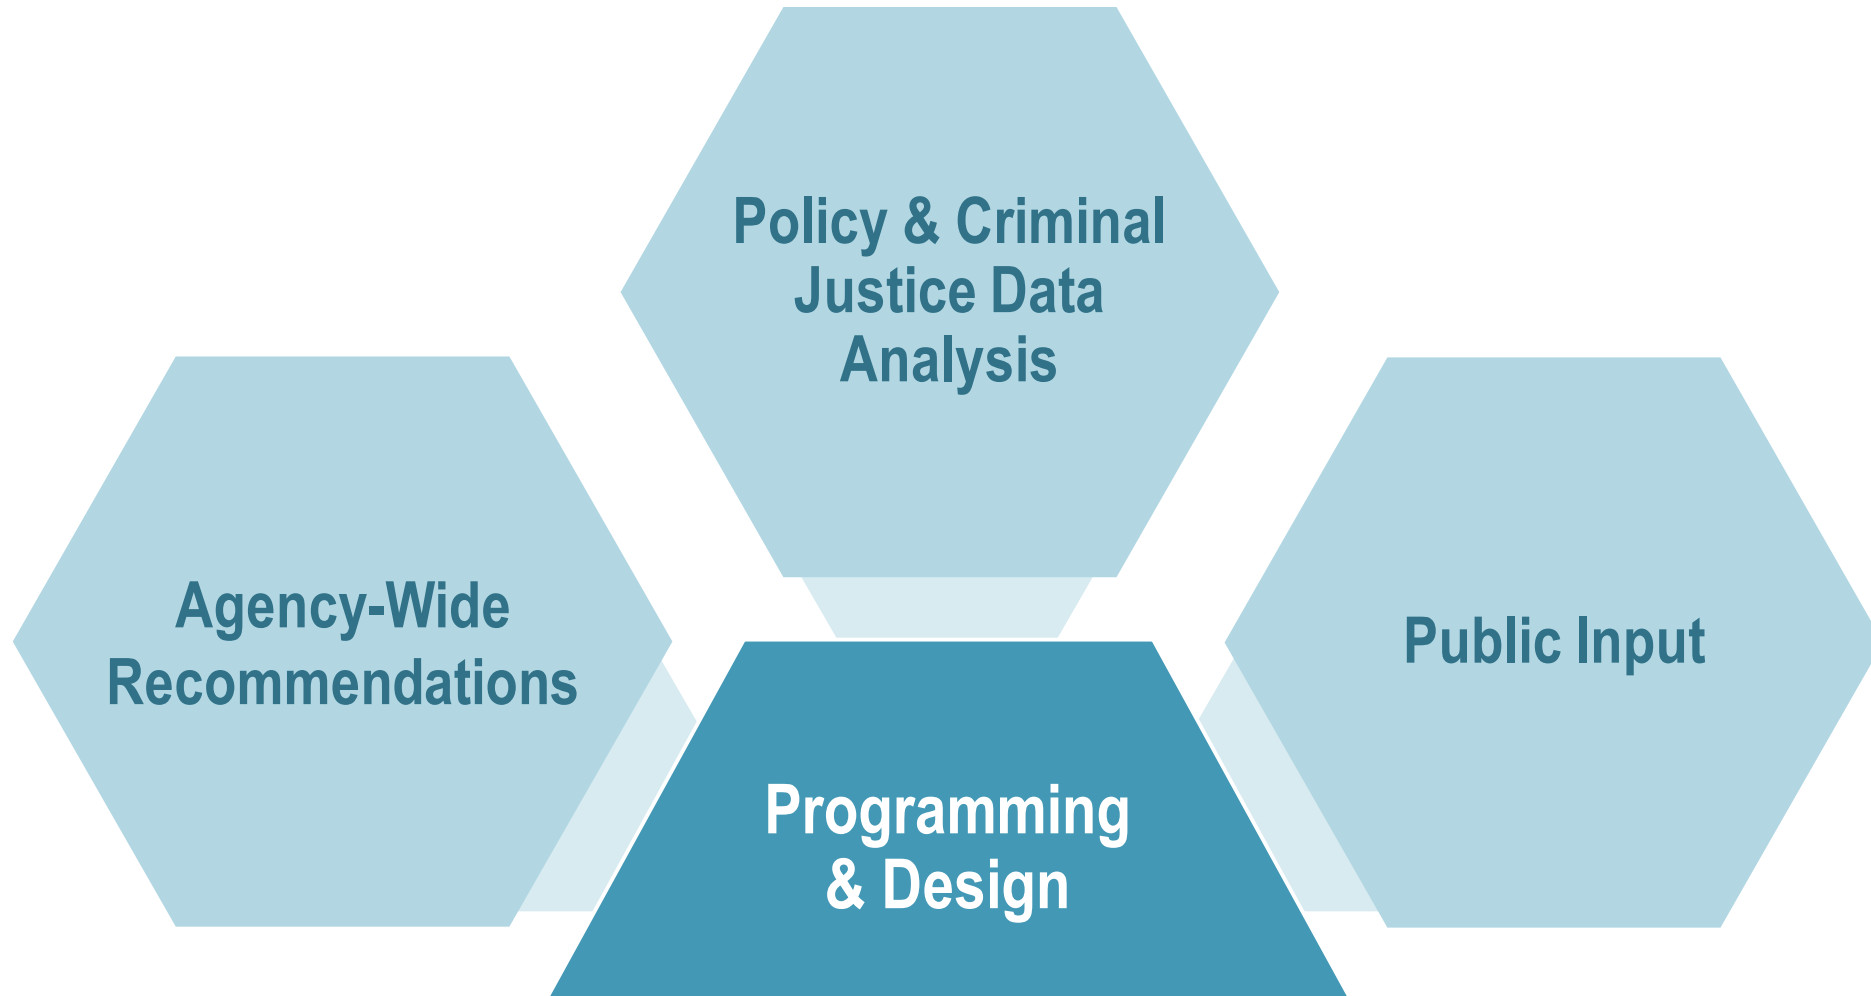 Policy & Criminal
Justice Data
Analysis
Agency-Wide
Recommendations
Public Input
Programming
& Design